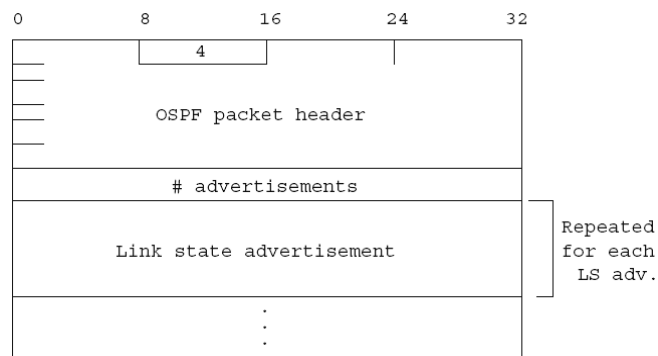 0 8 16 24 32
4
OSPF packet header
# advertisements
Link state advertisement
Repeated
for each
LS adv.
.
.
.